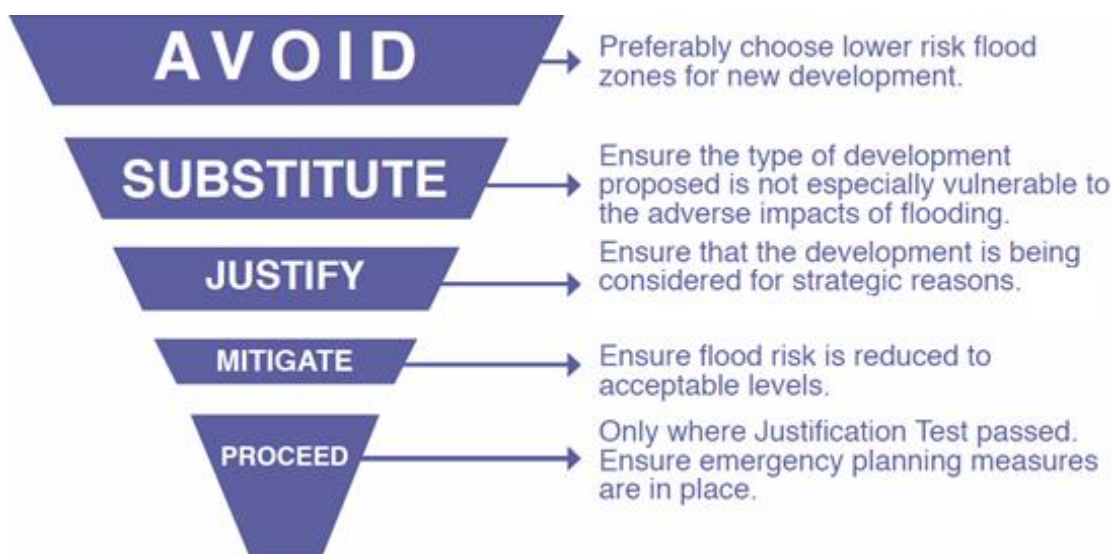 AVOID
Preferably choose lower risk flood
zones for new development.
SUBSTITUTE
Ensure the type of development
proposed is not especially vulnerable to
the adverse impacts of flooding.
JUSTIFY
Ensure that the development is being
considered for strategic reasons.
MITIGATE
Ensure flood risk is reduced to
acceptable levels.
PROCEED
Only where Justification Test passed.
Ensure emergency planning measures
are in place.